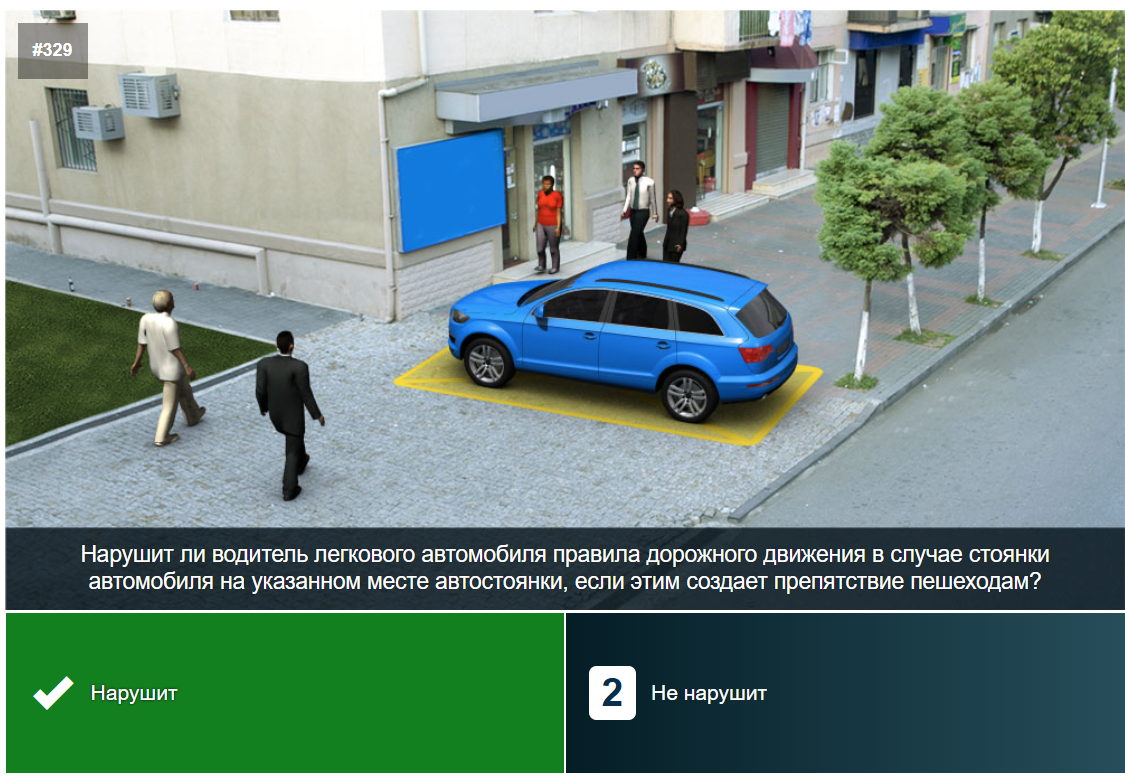 #329
Нарушит ли водитель легкового автомобиля правила дорожного движения в случае стоянки
автомобиля на указанном месте автостоянки, если этим создает препятствие пешеходам?
Нарушит
2 Не нарушит